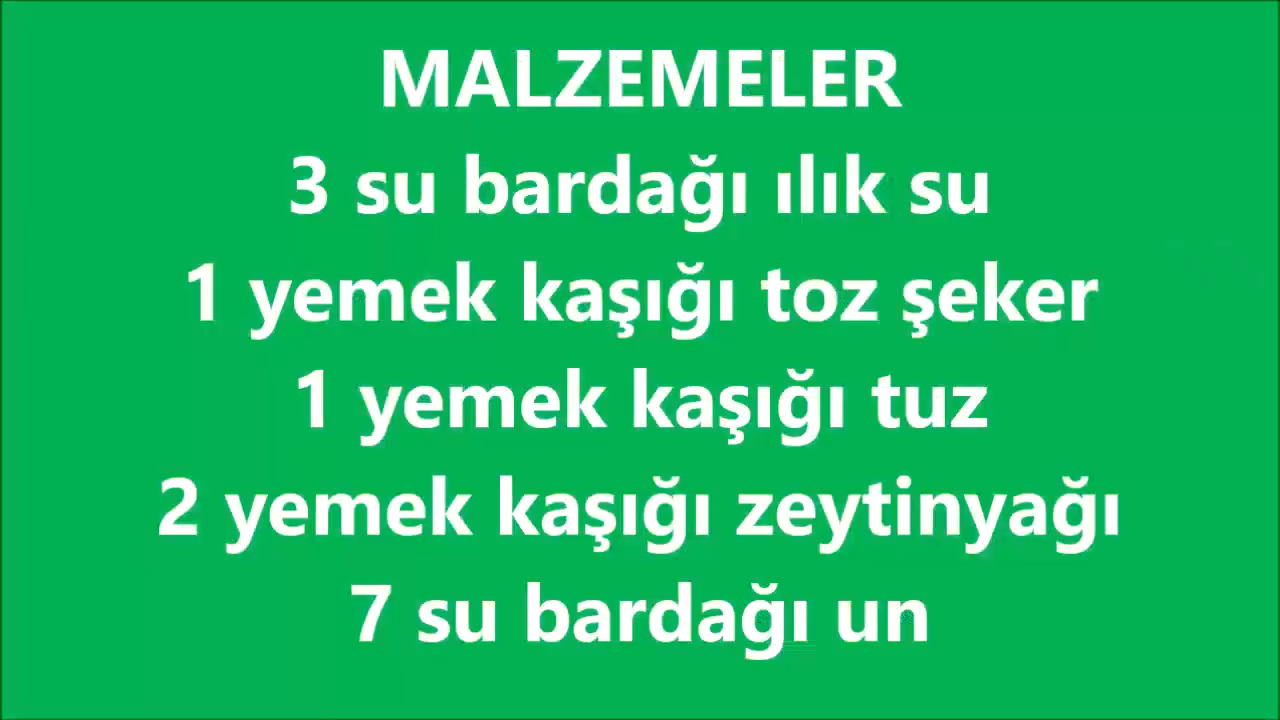 MALZEMELER
3 su bardağı ılık su
1 yemek kaşığı toz şeker
1 yemek kaşığı tuz
2 yemek kaşığı zeytinyağı
7 su bardağı un